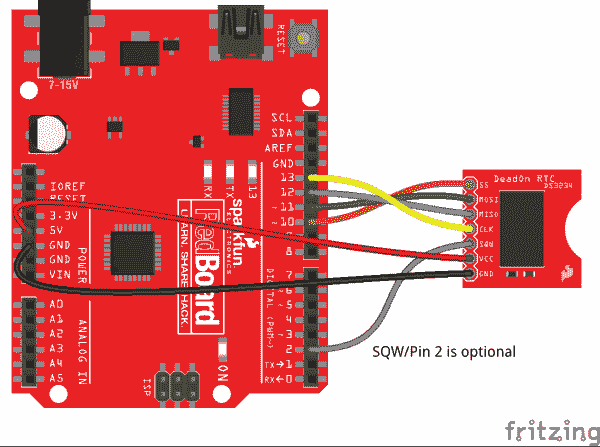 7-15V
RESET
SCL
SDA
AREF
GND
13
12
~11
~10
~9
8
7
~6
~5
4
~3
2
TX→1
RX←0
DIGITAL (PWM~)
IOREF
RESET
3.3V
5V
GND
GND
VIN
POWER
A0
A1
A2
A3
A4
A5
ANALOG IN
RX
TX
13
sparkfun
ELECTRONICS
RedBoard
LEARN. SHARE. HACK.
ON
ISP
DeadOn RTC
DS3234
SS
MOSI
MISO
CLK
SQW
VCC
GND
SQW/Pin 2 is optional
fritzing